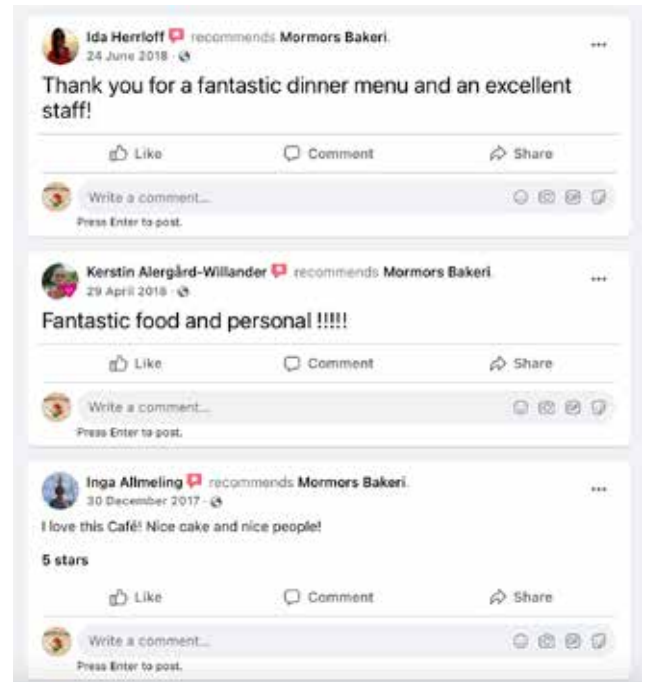 Ida Herrloff recommends Mormors Bakeri.
24 June 2018
Thank you for a fantastic dinner menu and an excellent
staff!
Like Comment Share
Write a comment...
Press Enter to post.
Kerstin Alergård-Willander recommends Mormors Bakeri.
29 April 2018
Fantastic food and personal !!!!!
Like Comment Share
Write a comment...
Press Enter to post.
Inga Allmeling recommends Mormors Bakeri.
30 December 2017
I love this Café! Nice cake and nice people!
5 stars
Like Comment Share
Write a comment...
Press Enter to post.